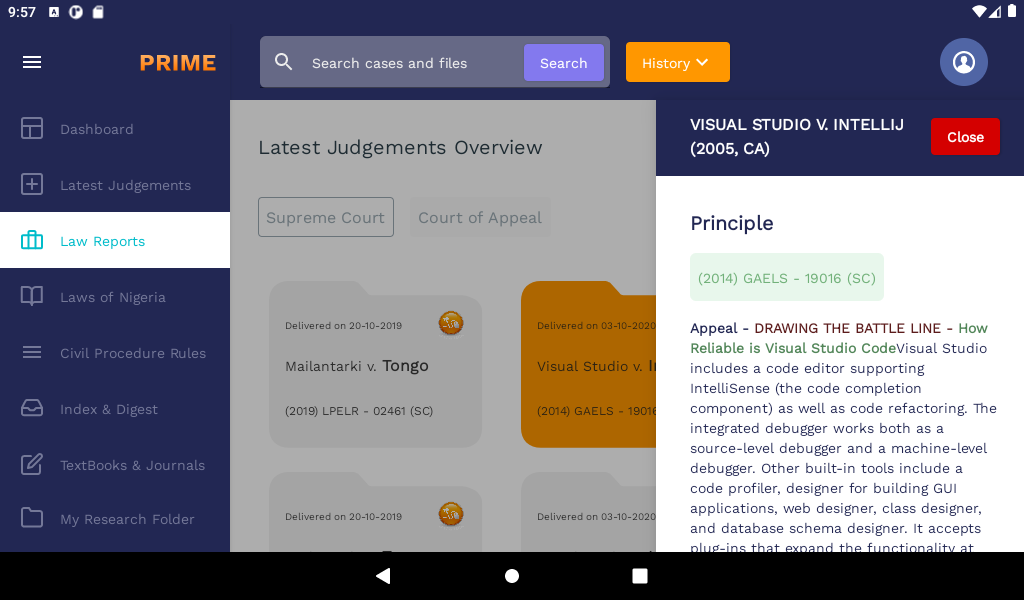 9:57
PRIME
Search cases and files
Search
History
Dashboard
Latest Judgements
Law Reports
Laws of Nigeria
Civil Procedure Rules
Index & Digest
TextBooks & Journals
My Research Folder
Latest Judgements Overview
Supreme Court
Court of Appeal
Delivered on 20-10-2019
Mailantarki v. Tongo
(2019) LPELR - 02461 (SC)
Delivered on 03-10-2020
Visual Studio v.
(2014) GAELS - 19016
Delivered on 20-10-2019
Delivered on 03-10-2020
VISUAL STUDIO V. INTELLIJ
(2005, CA)
Close
Principle
(2014) GAELS - 19016 (SC)
Appeal - DRAWING THE BATTLE LINE - How
Reliable is Visual Studio CodeVisual Studio
includes a code editor supporting
IntelliSense (the code completion
component) as well as code refactoring. The
integrated debugger works both as a
source-level debugger and a machine-level
debugger. Other built-in tools include a
code profiler, designer for building GUI
applications, web designer, class designer,
and database schema designer. It accepts
plug-ins that expand the functionality at